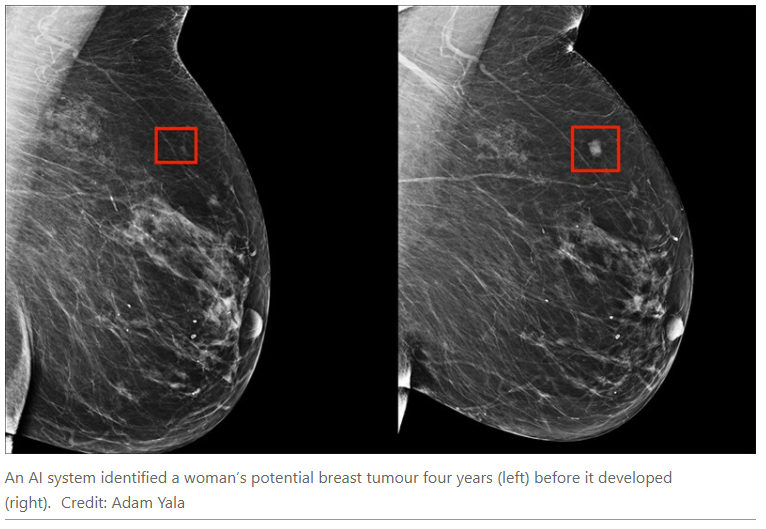 An AI system identified a woman’s potential breast tumour four years (left) before it developed
(right).  Credit: Adam Yala